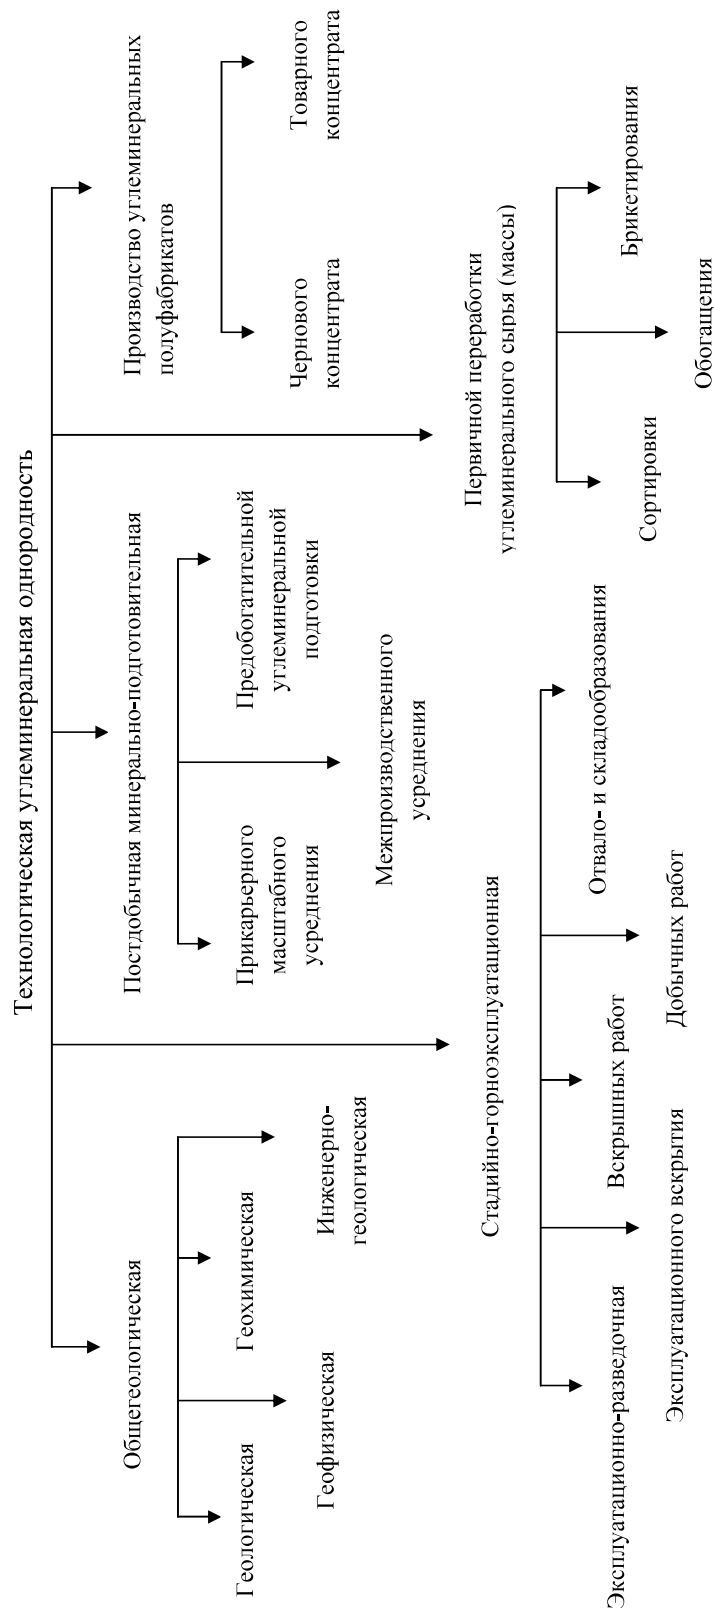 Технологическая углеминеральная однородность
Общегеологическая
Постдобычная минерально-подготовительная
Производство углеминеральных
полуфабрикатов
Геологическая
Геофизическая
Геохимическая
Инженерно-
геологическая
Прикарьерного
масштабного
усреднения
Межпроизводственного
усреднения
Предобогатительной
углеминеральной
подготовки
Чернового
концентрата
Товарного
концентрата
Стадийно-горноэксплуатационная
Первичной переработки
углеминерального сырья (массы)
Эксплуатационно-разведочная
Эксплуатационного вскрытия
Вскрышных работ
Добычных работ
Отвало- и складообразования
Сортировки
Обогащения
Брикетирования